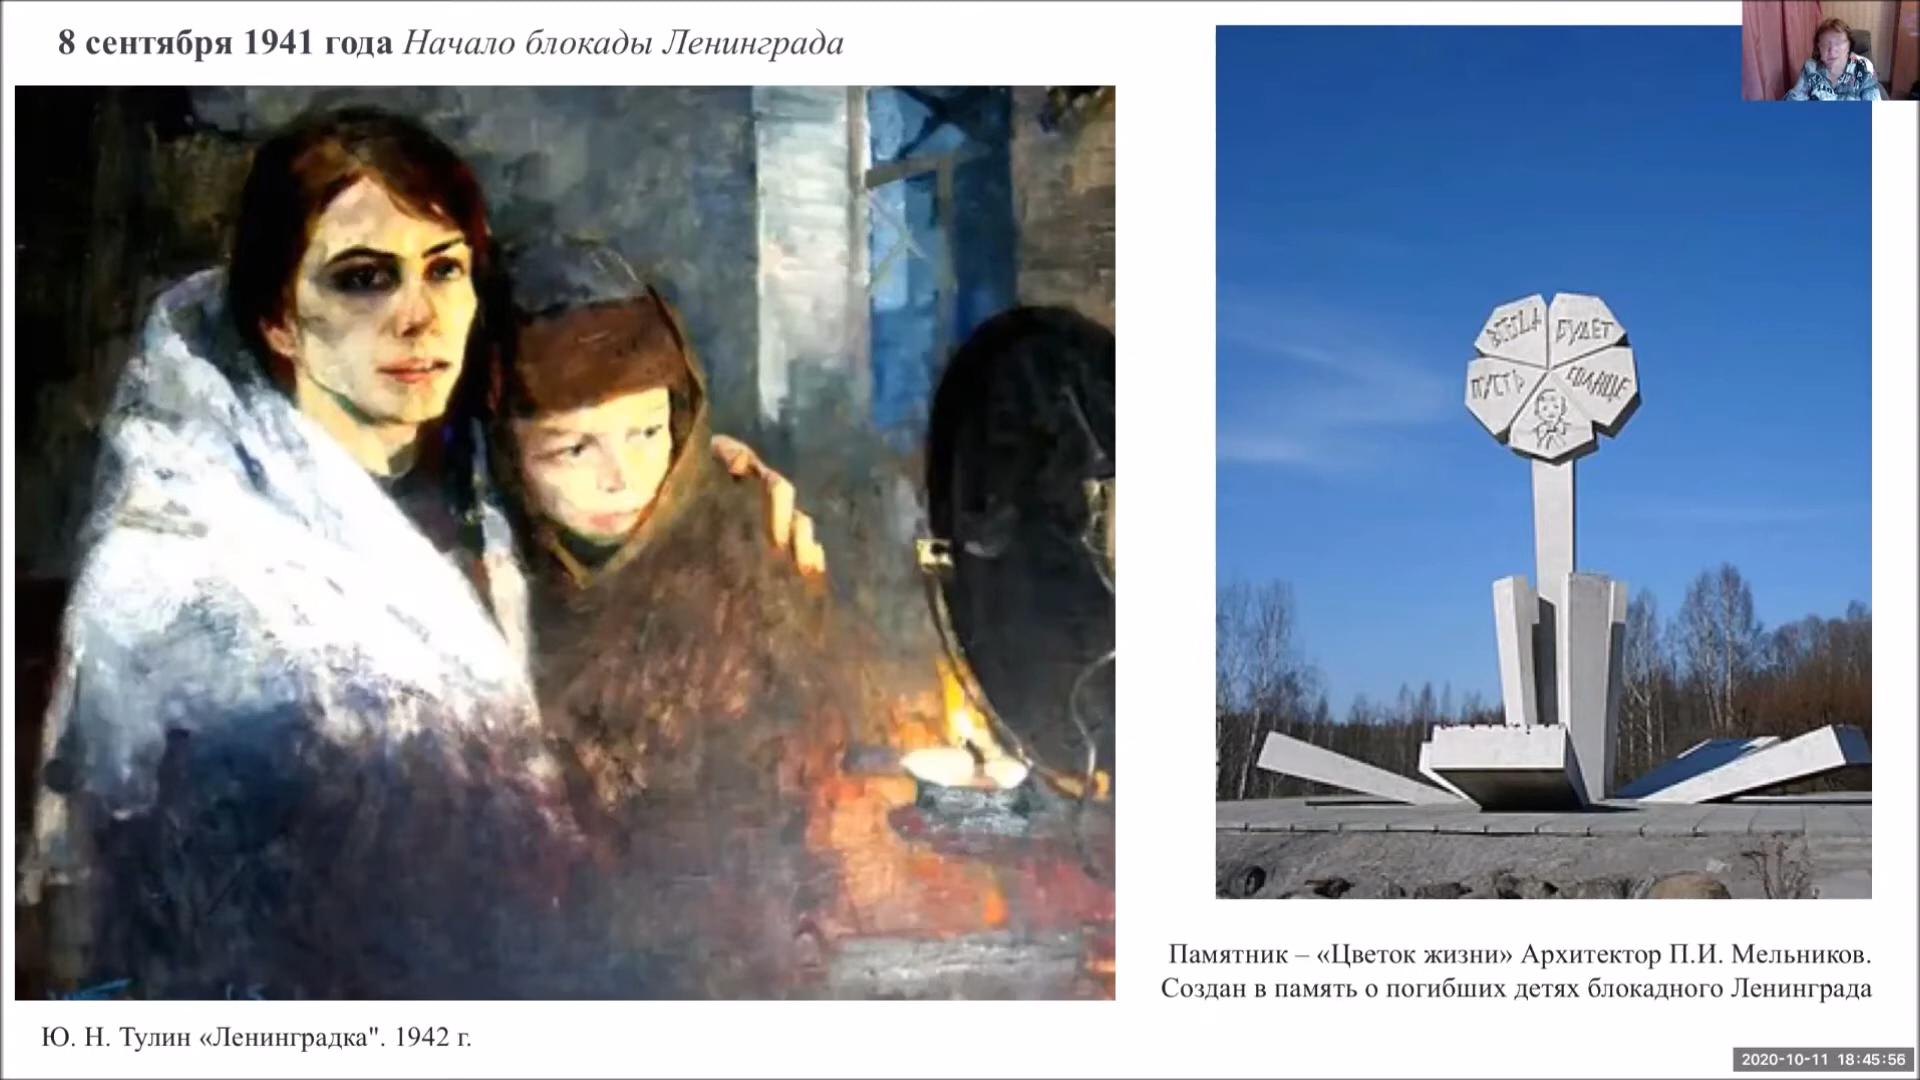 8 сентября 1941 года Начало блокады Ленинграда
ВСЕГДА БУДЕТ
ПУСТЬ СОЛНЦЕ
Памятник – «Цветок жизни» Архитектор П.И. Мельников.
Создан в память о погибших детях блокадного Ленинграда
Ю. Н. Тулин «Ленинградка". 1942 г.
2020-10-11 18:45:56